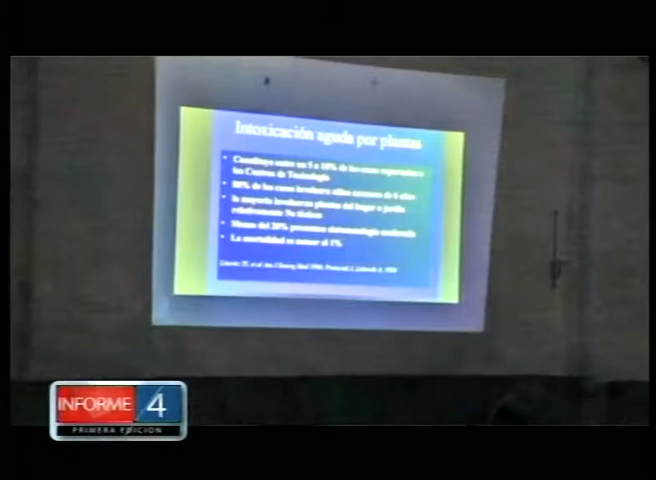 Intoxicación aguda por plantas
• Constituye entre un 5 a 10% de los casos reportados a
los Centros de Toxicología
• 80% de los casos involucra niños menores de 6 años
• la mayoría involucran plantas del hogar o jardín
relativamente No tóxicas
• Menos del 20% presentan sintomatología
• La mortalidad es menor al 1%
INFORME 4
PRIMERA EDICION